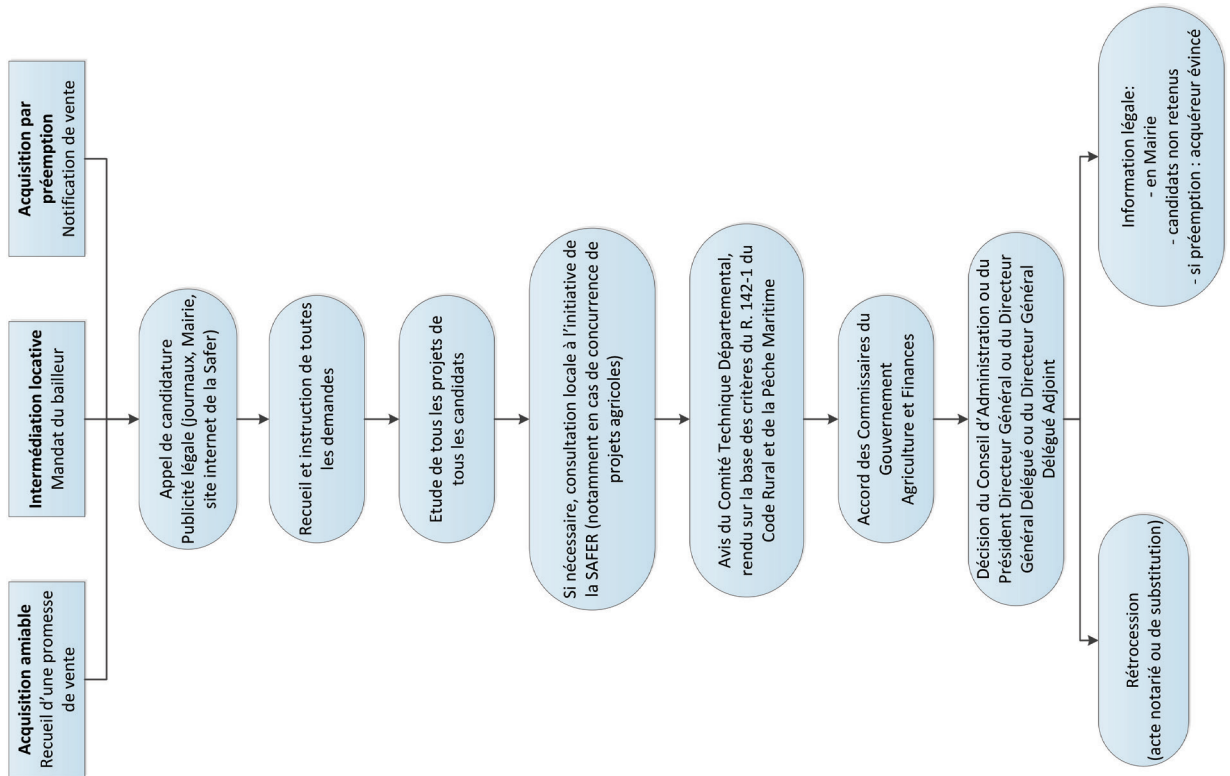 Acquisition amiable
Recueil d'une promesse
de vente
Intermédiation locative
Mandat du bailleur
Acquisition par
préemption
Notification de vente
Appel de candidature
Publicité légale (journaux, Mairie,
site internet de la Safer)
Recueil et instruction de toutes
les demandes
Etude de tous les projets de
tous les candidats
Si nécessaire, consultation locale à l'initiative de
la SAFER (notamment en cas de concurrence de
projets agricoles)
Avis du Comité Technique Départemental,
rendu sur la base des critères du R. 142-1 du
Code Rural et de la Pêche Maritime
Accord des Commissaires du
Gouvernement
Agriculture et Finances
Décision du Conseil d'Administration ou du
Président Directeur Général ou du Directeur
Général Délégué ou du Directeur Général
Délégué Adjoint
Rétrocession
(acte notarié ou de substitution)
Information légale:
- en Mairie
- candidats non retenus
- si préemption : acquéreur évincé